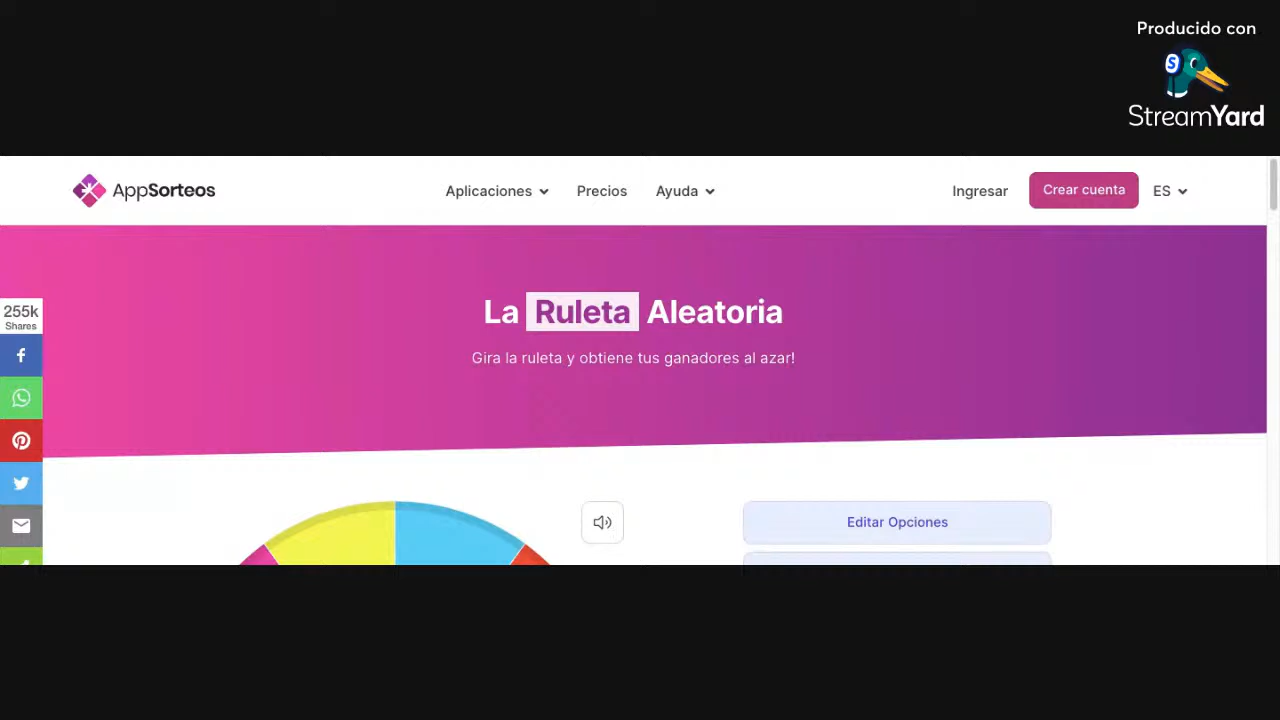 Producido con
StreamYard
AppSorteos
Aplicaciones
Precios
Ayuda
Ingresar
Crear cuenta
ES
La Ruleta Aleatoria
Gira la ruleta y obtiene tus ganadores al azar!
255k
Shares
Editar Opciones